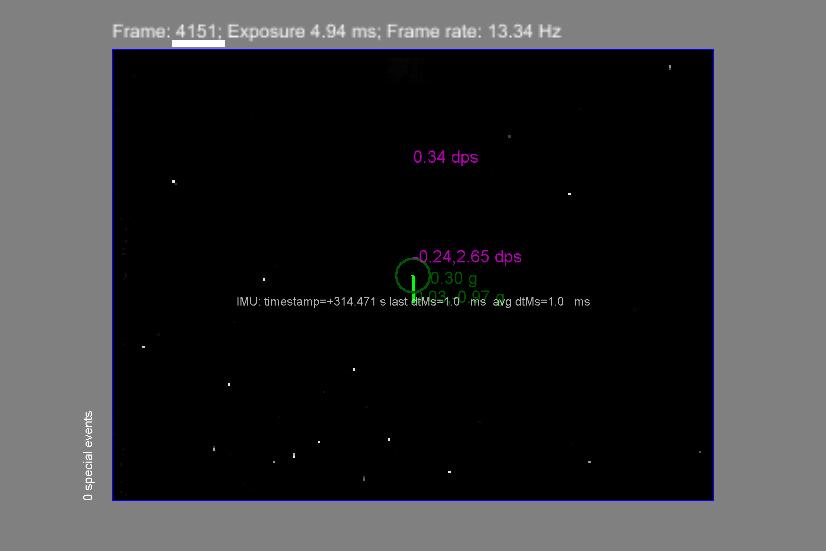 Frame: 4151; Exposure 4.94 ms; Frame rate: 13.34 Hz
0.34 dps
-0.24,2.65 dps
0.30 g
IMU: timestamp=+314.471 s last dtMs=1.0 ms avg dtMs=1.0 ms
0 special events